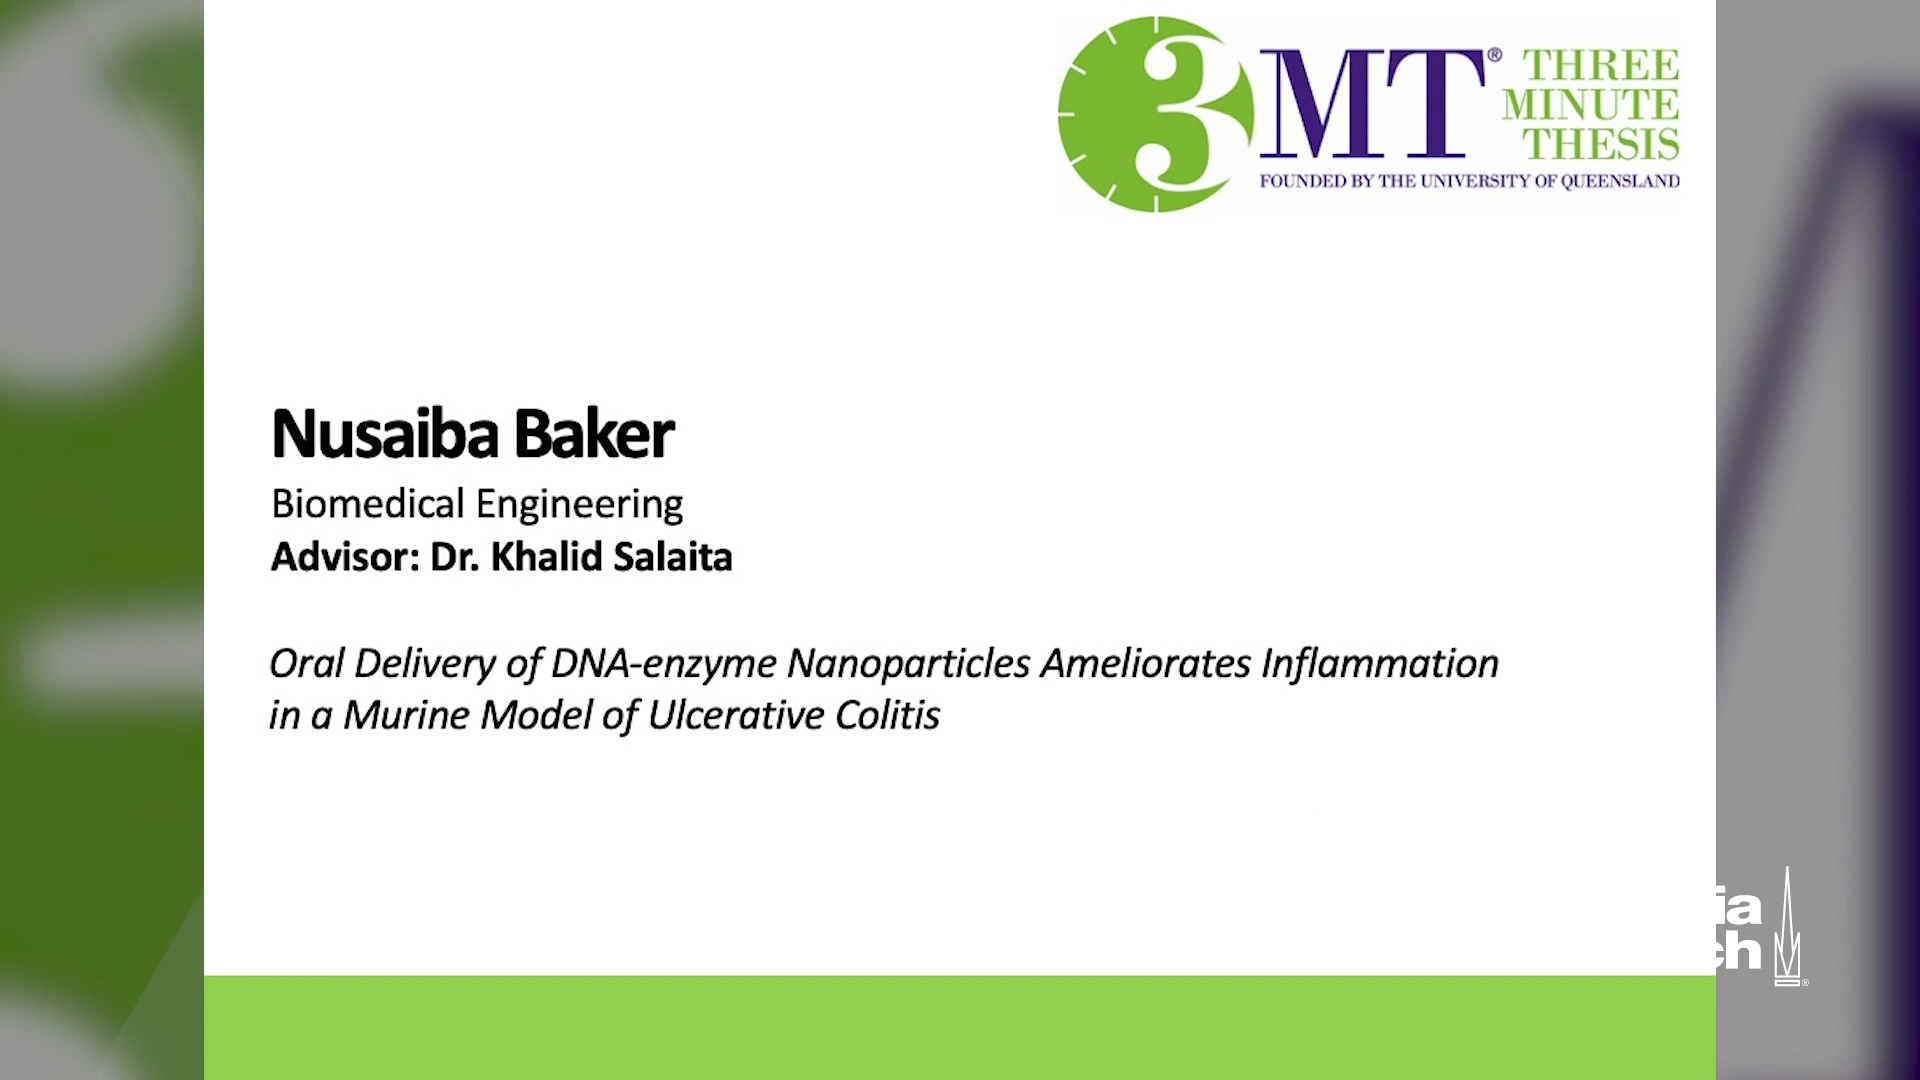 3MT® THREE
MINUTE
THESIS
FOUNDED BY THE UNIVERSITY OF QUEENSLAND
Nusaiba Baker
Biomedical Engineering
Advisor: Dr. Khalid Salaita
Oral Delivery of DNA-enzyme Nanoparticles Ameliorates Inflammation
in a Murine Model of Ulcerative Colitis